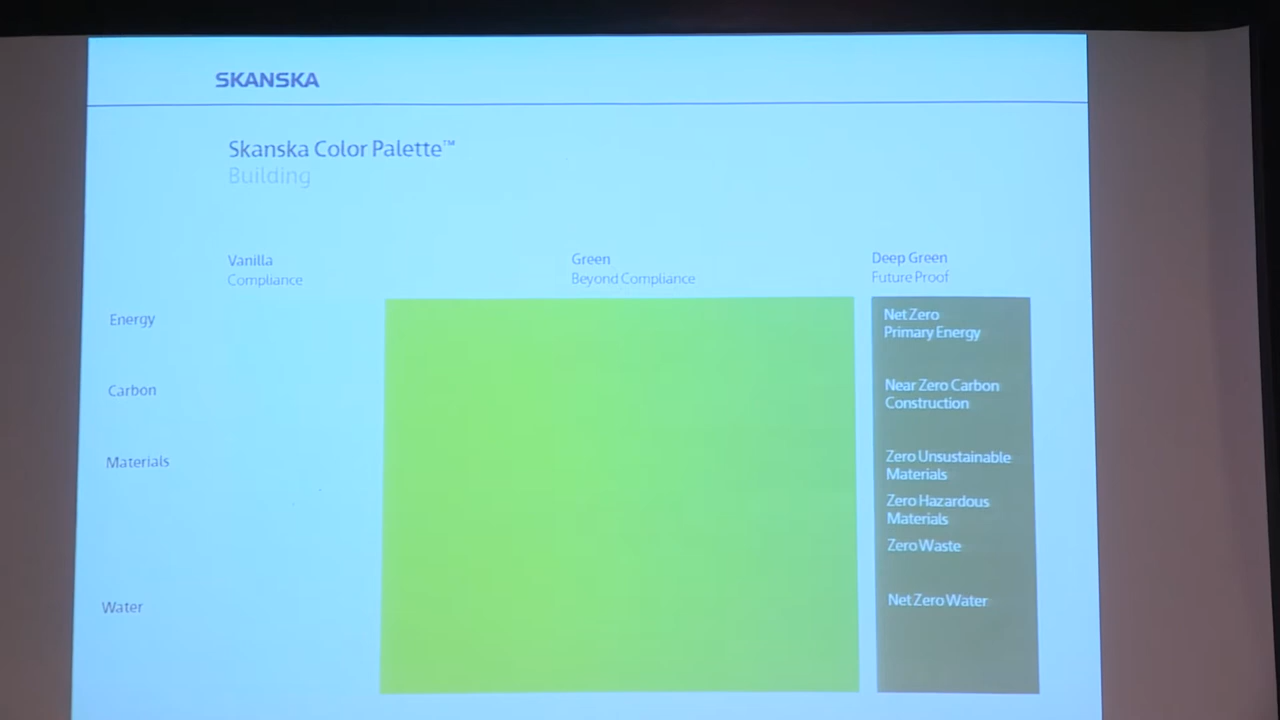 SKANSKA
Skanska Color Palette™
Building
Vanilla
Compliance
Green
Beyond Compliance
Deep Green
Future Proof
Energy
Net Zero
Primary Energy
Carbon
Near Zero Carbon
Construction
Materials
Zero Unsustainable
Materials
Zero Hazardous
Materials
Zero Waste
Water
Net Zero Water